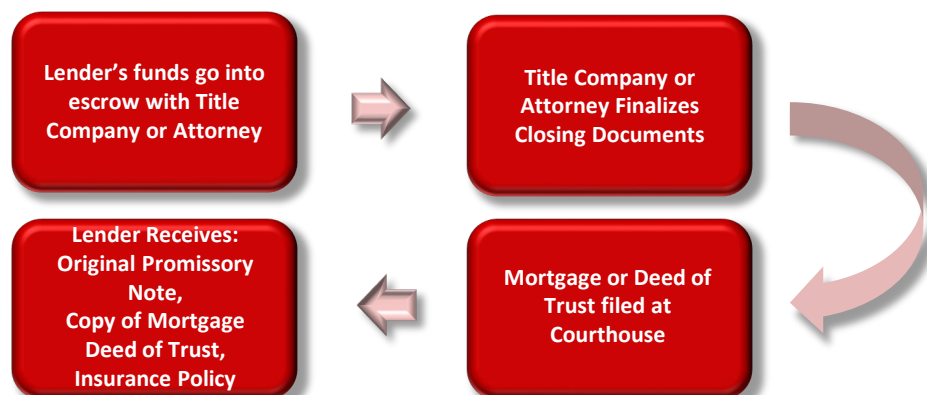 Lender’s funds go into
escrow with Title
Company or Attorney
Title Company or
Attorney Finalizes
Closing Documents
Mortgage or Deed of
Trust filed at
Courthouse
Lender Receives:
Original Promissory
Note,
Copy of Mortgage
Deed of Trust,
Insurance Policy